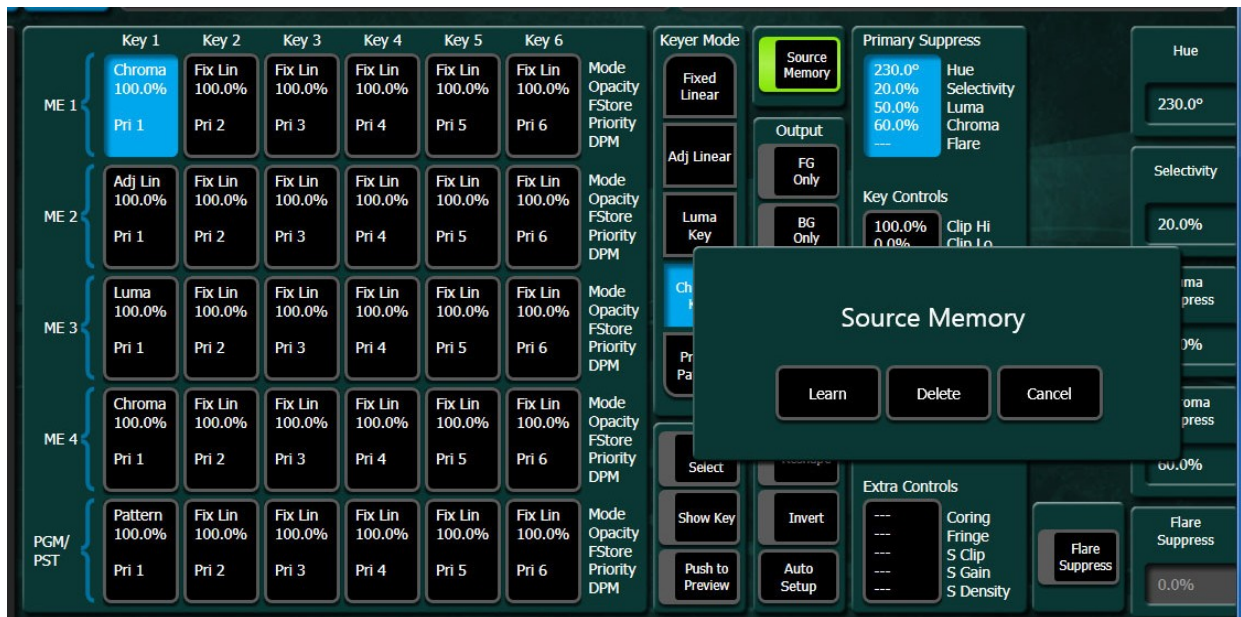 Key 1 Key 2 Key 3 Key 4 Key 5 Key 6
ME 1
Chroma Fix Lin Fix Lin Fix Lin Fix Lin Fix Lin Mode
100.0% 100.0% 100.0% 100.0% 100.0% 100.0% Opacity
FStore
Pri 1 Pri 2 Pri 3 Pri 4 Pri 5 Pri 6 Priority
DPM
ME 2
Adj Lin Fix Lin Fix Lin Fix Lin Fix Lin Fix Lin Mode
100.0% 100.0% 100.0% 100.0% 100.0% 100.0% Opacity
FStore
Pri 1 Pri 2 Pri 3 Pri 4 Pri 5 Pri 6 Priority
DPM
ME 3
Luma Fix Lin Fix Lin Fix Lin Fix Lin Fix Lin Mode
100.0% 100.0% 100.0% 100.0% 100.0% 100.0% Opacity
FStore
Pri 1 Pri 2 Pri 3 Pri 4 Pri 5 Pri 6 Priority
DPM
ME 4
Chroma Fix Lin Fix Lin Fix Lin Fix Lin Fix Lin Mode
100.0% 100.0% 100.0% 100.0% 100.0% 100.0% Opacity
FStore
Pri 1 Pri 2 Pri 3 Pri 4 Pri 5 Pri 6 Priority
DPM
PGM/
PST
Pattern Fix Lin Fix Lin Fix Lin Fix Lin Fix Lin Mode
100.0% 100.0% 100.0% 100.0% 100.0% 100.0% Opacity
FStore
Pri 1 Pri 2 Pri 3 Pri 4 Pri 5 Pri 6 Priority
DPM
Keyer Mode
Fixed
Linear
Adj Linear
Luma
Key
Select
Show Key
Push to
Preview
Source
Memory
Output
FG
Only
BG
Only
Invert
Auto
Setup
Primary Suppress
230.0° Hue
20.0% Selectivity
50.0% Luma
60.0% Chroma
--- Flare
Key Controls
100.0% Clip Hi
0.0% Clip Lo
Source Memory
Learn Delete Cancel
Extra Controls
--- Coring
--- Fringe
--- S Clip
--- S Gain
--- S Density
Flare
Suppress
Hue
230.0°
Selectivity
20.0%
60.0%
Flare
Suppress
0.0%